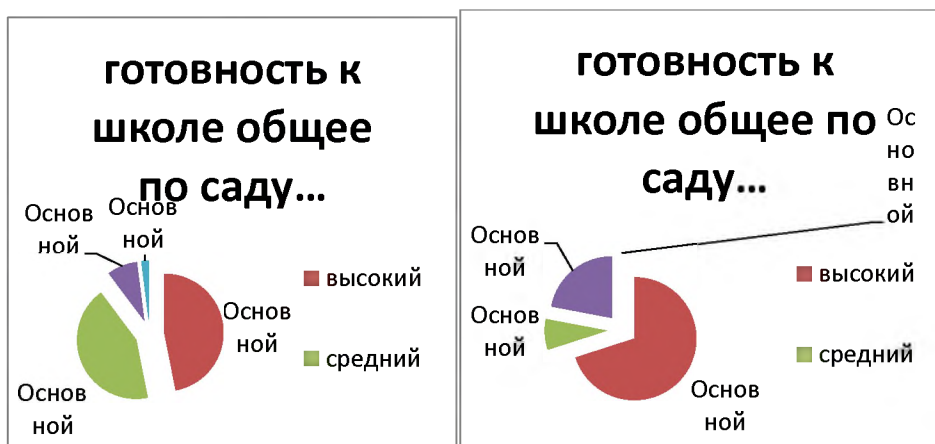 готовность к
школе общее
по саду...
Основ
ной
Основ
ной
Основ
ной
Основ
ной
высокий
средний
готовность к
школе общее по
саду...
Ос
но
вн
ой
Основ
ной
Основ
ной
Основ
ной
высокий
средний